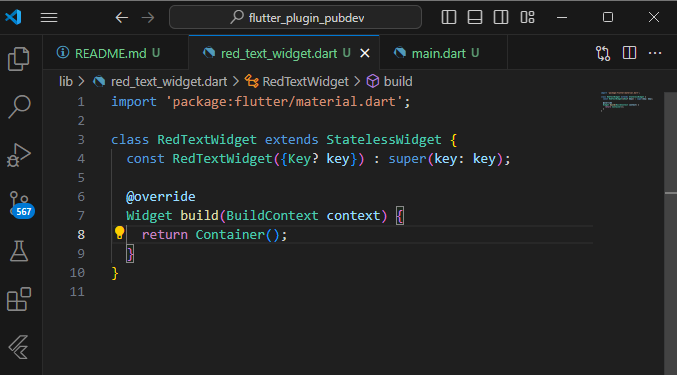 flutter_plugin_pubdev
README.md U
red_text_widget.dart U
main.dart U
lib > red_text_widget.dart > RedTextWidget > build
1 import 'package:flutter/material.dart';
2
3 class RedTextWidget extends StatelessWidget {
4 const RedTextWidget({Key? key}) : super(key: key);
5
6 @override
7 Widget build(BuildContext context) {
8 return Container();
9 }
10 }
11
567